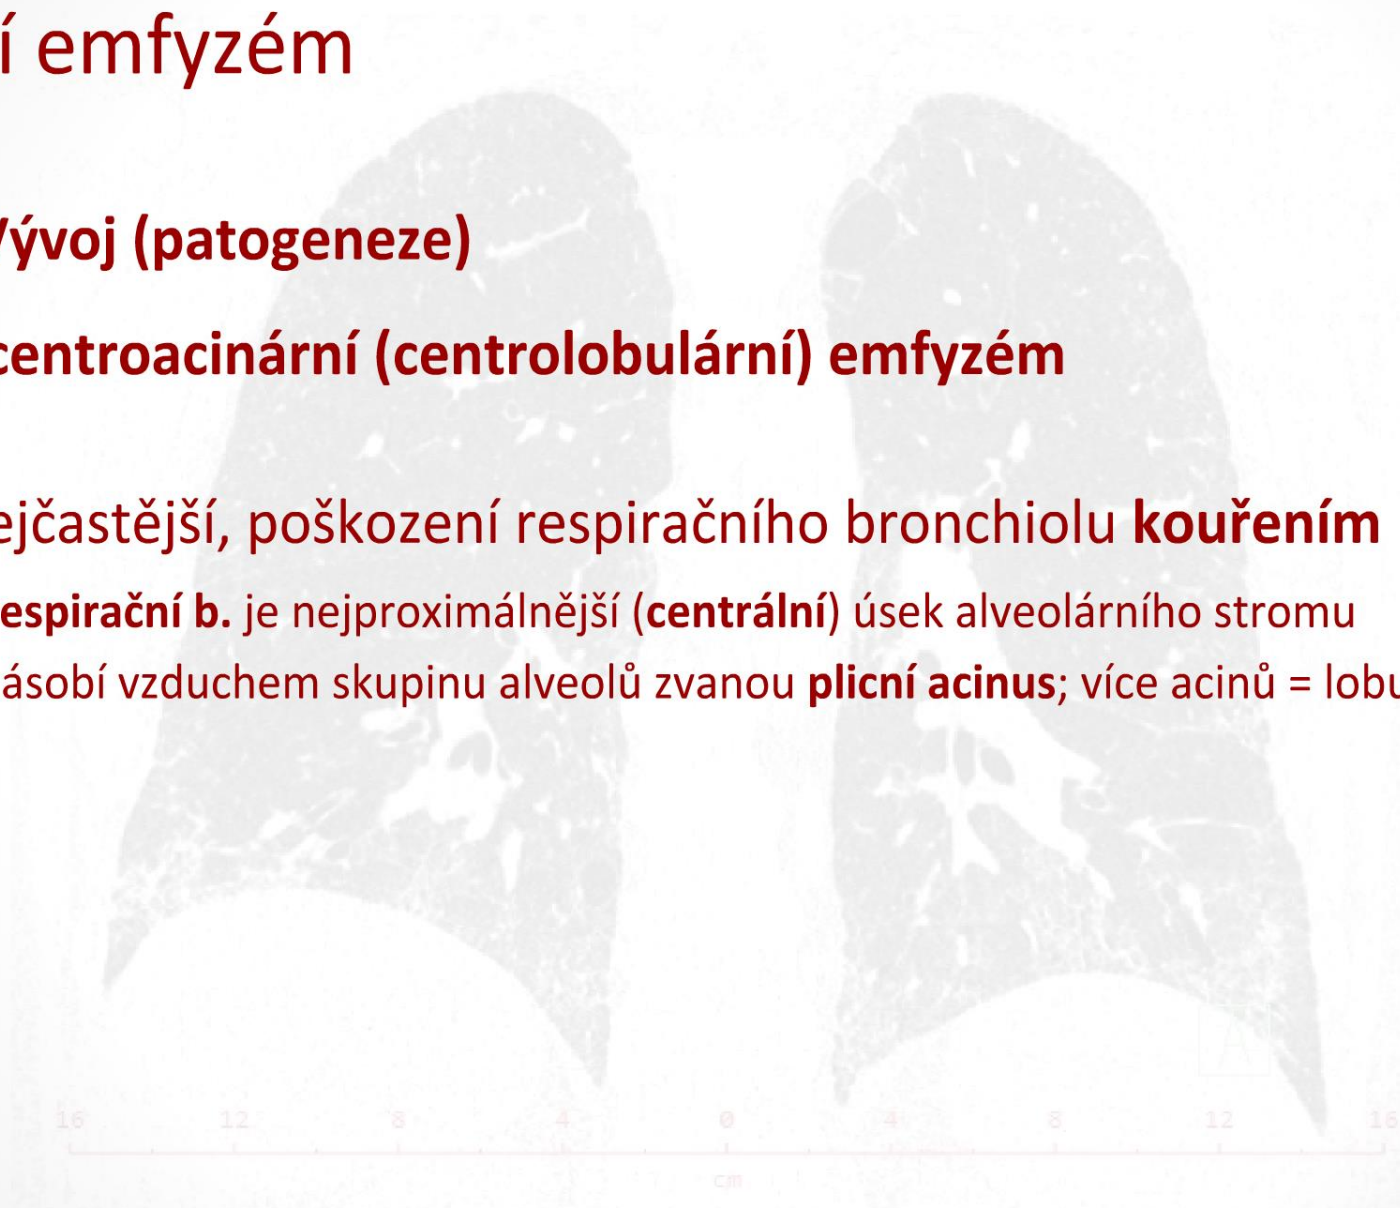 í emfyzém
Vývoj (patogeneze)
centroacinární (centrolobulární) emfyzém
ejčastější, poškození respiračního bronchiolu kouřením
espirační b. je nejproximálnější (centrální) úsek alveolárního stromu
ásobí vzduchem skupinu alveolů zvanou plicní acinus; více acinů = lobu
16 12 8 4 0 4 8 12 16
cm